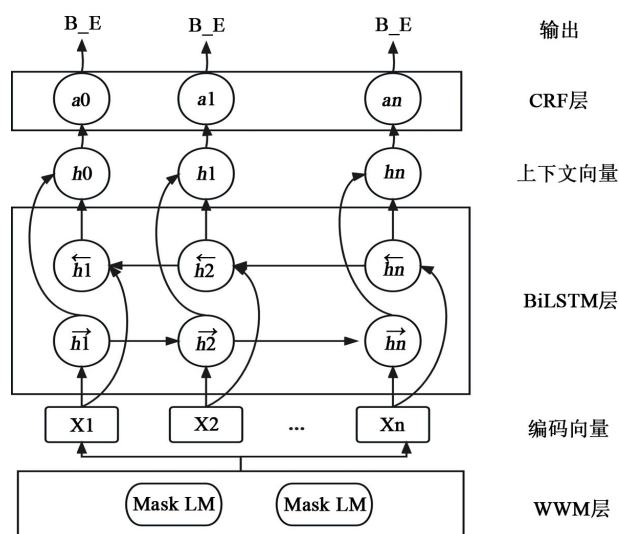 B_E B_E B_E 输出
a0 a1 an CRF层
h0 h1 hn 上下文向量
←h1 ←h2 ←hn
BiLSTM层
→h1 →h2 →hn
X1 X2 ... Xn 编码向量
Mask LM Mask LM WWM层